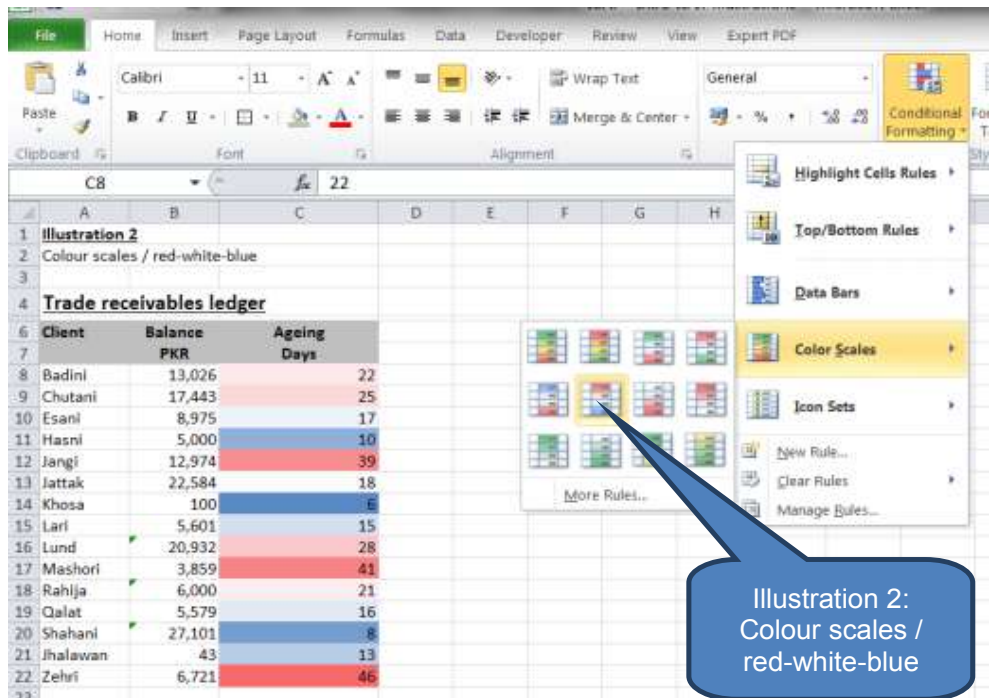 File Home Insert Page Layout Formulas Data Developer Review View Expert PDF
Calibri 11 A A Wrap Text General
Paste B I U A Merge & Center % Conditional
Formatting
Clipboard Font Alignment
C8 fx 22
A B C D E F G H
1 Illustration 2
2 Colour scales / red-white-blue
3
4 Trade receivables ledger
6 Client Balance Ageing
7 PKR Days
8 Badini 13,026 22
9 Chutani 17,443 25
10 Esani 8,975 17
11 Hasni 5,000 10
12 Jangi 12,974 39
13 Jattak 22,584 18
14 Khosa 100 6
15 Lari 5,601 15
16 Lund 20,932 28
17 Mashori 3,859 41
18 Rahija 6,000 21
19 Qalat 5,579 16
20 Shahani 27,101 8
21 Jhalawan 43 13
22 Zehri 6,721 46
23
Highlight Cells Rules
Top/Bottom Rules
Data Bars
Color Scales
Icon Sets
New Rule...
Clear Rules
Manage Rules...
More Rules...
Illustration 2:
Colour scales /
red-white-blue